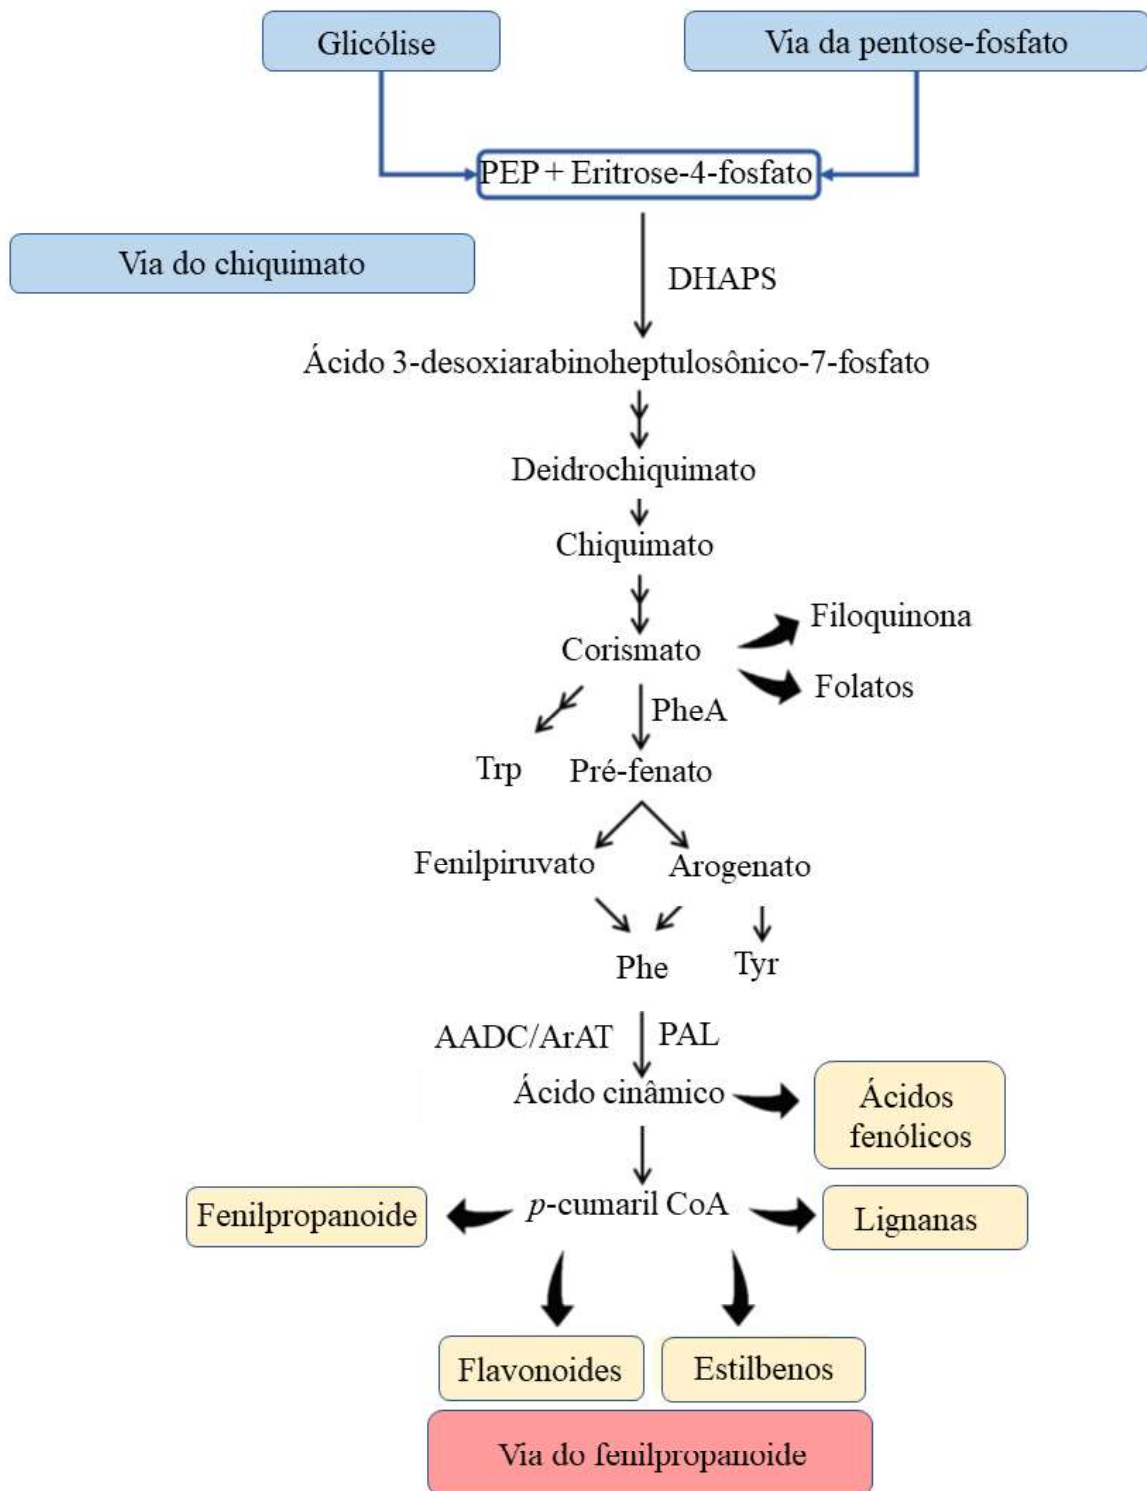 Glicólise
Via da pentose-fosfato
PEP + Eritrose-4-fosfato
Via do chiquimato
DHAPS
Ácido 3-desoxiarabinoheptulosônico-7-fosfato
Deidrochiquimato
Chiquimato
Corismato
Filoquinona
Folatos
PheA
Trp
Pré-fenato
Fenilpiruvato
Arogenato
Phe
Tyr
AADC/ArAT
PAL
Ácido cinâmico
Ácidos
fenólicos
Fenilpropanoide
p-cumaril CoA
Lignanas
Flavonoides
Estilbenos
Via do fenilpropanoide